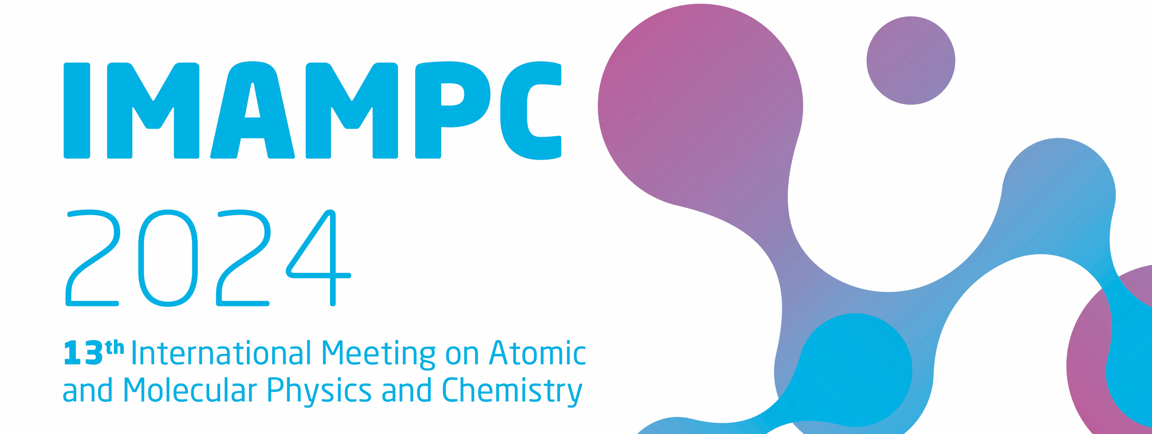 IMAMPC
2024
13th International Meeting on Atomic
and Molecular Physics and Chemistry